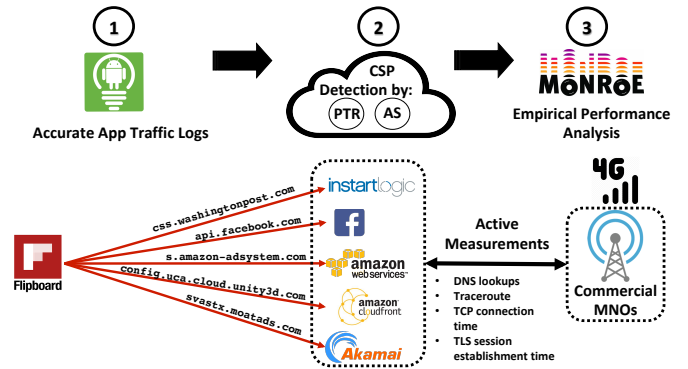 1
2
3
CSP
Detection by:
PTR
AS
MONROE
Accurate App Traffic Logs
Empirical Performance
Analysis
css.washingtonpost.com
api.facebook.com
s.amazon-adsystem.com
config.uca.cloud.unity3d.com
svastx.moatads.com
Flipboard
instartlogic
f
amazon
webservices™
amazon
cloudfront
Akamai
Active
Measurements
• DNS lookups
• Traceroute
• TCP connection
time
• TLS session
establishment time
4G
Commercial
MNOs